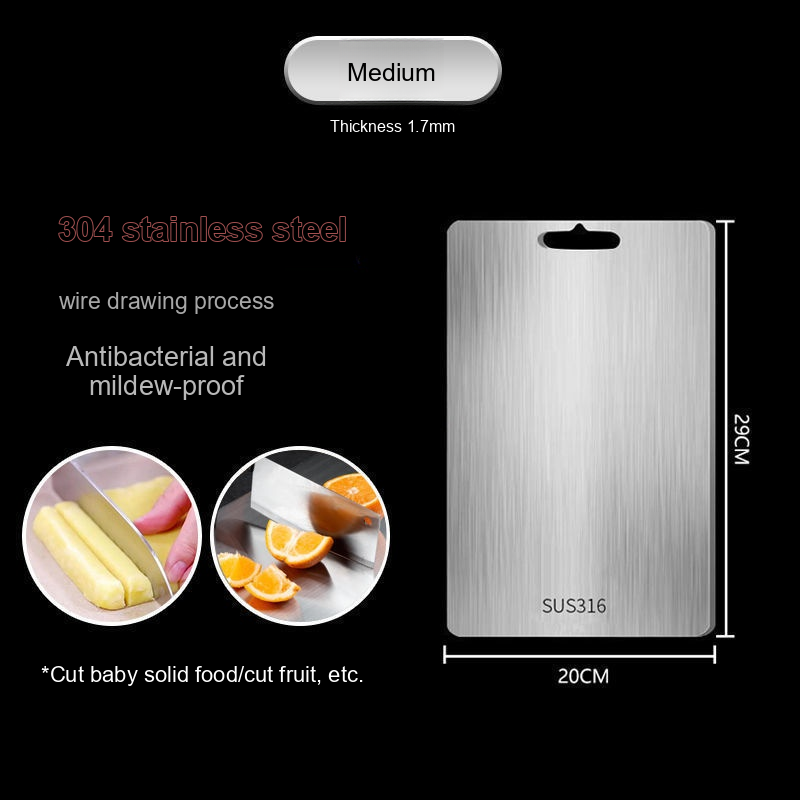 Medium
Thickness 1.7mm
304 stainless steel
wire drawing process
Antibacterial and
mildew-proof
29CM
SUS316
20CM
*Cut baby solid food/cut fruit, etc.